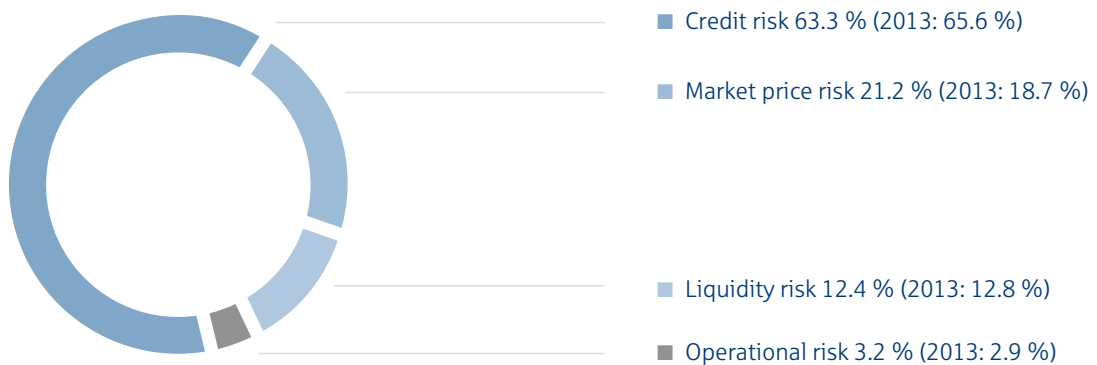 Credit risk 63.3 % (2013: 65.6 %)
Market price risk 21.2 % (2013: 18.7 %)
Liquidity risk 12.4 % (2013: 12.8 %)
Operational risk 3.2 % (2013: 2.9 %)